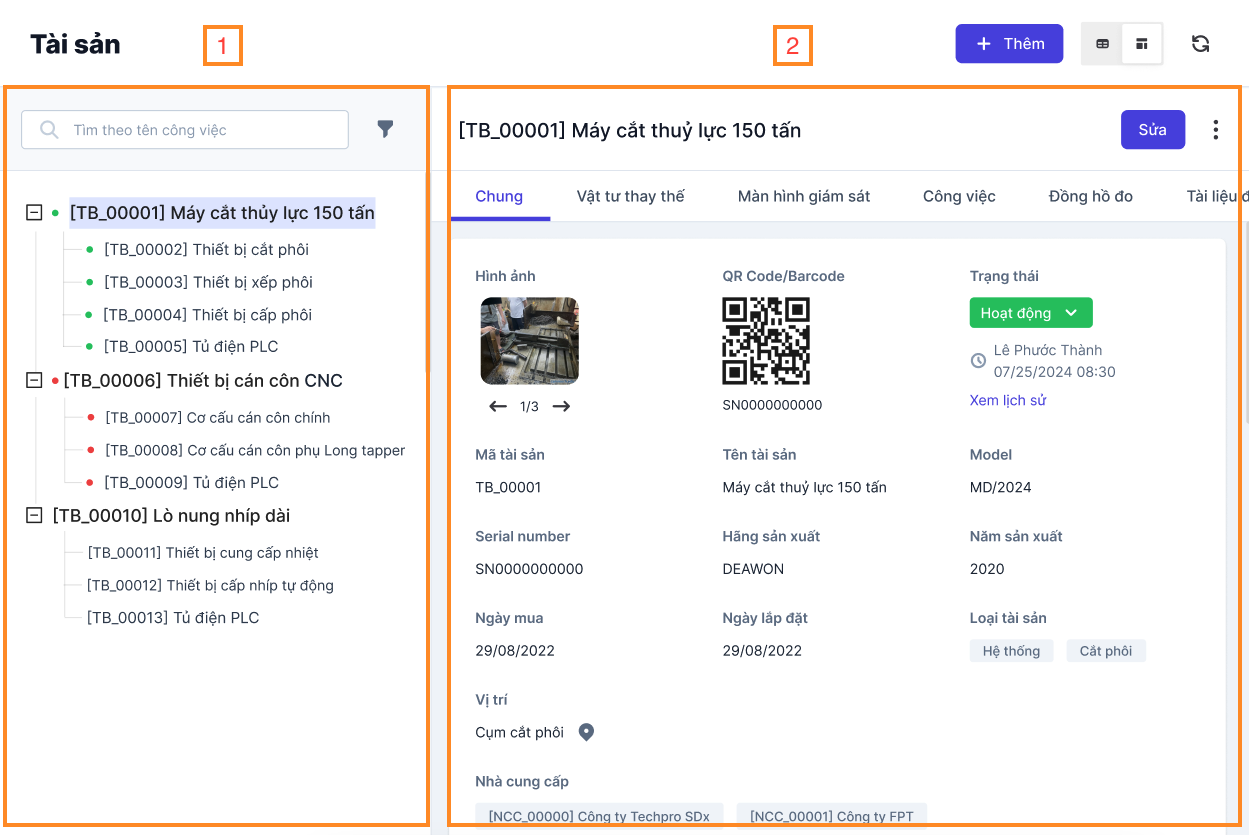 Tài sản
1
2
Thêm
Tìm theo tên công việc
[TB_00001] Máy cắt thủy lực 150 tấn
[TB_00002] Thiết bị cắt phôi
[TB_00003] Thiết bị xếp phôi
[TB_00004] Thiết bị cấp phôi
[TB_00005] Tủ điện PLC
[TB_00006] Thiết bị cán côn CNC
[TB_00007] Cơ cấu cán côn chính
[TB_00008] Cơ cấu cán côn phụ Long tapper
[TB_00009] Tủ điện PLC
[TB_00010] Lò nung nhíp dài
[TB_00011] Thiết bị cung cấp nhiệt
[TB_00012] Thiết bị cấp nhíp tự động
[TB_00013] Tủ điện PLC
[TB_00001] Máy cắt thuỷ lực 150 tấn
Sửa
Chung Vật tư thay thế Màn hình giám sát Công việc Đồng hồ đo Tài liệu đ
Hình ảnh QR Code/Barcode Trạng thái
Hoạt động
Lê Phước Thành
07/25/2024 08:30
Xem lịch sử
1/3
SN0000000000
Mã tài sản Tên tài sản Model
TB_00001 Máy cắt thuỷ lực 150 tấn MD/2024
Serial number Hãng sản xuất Năm sản xuất
SN0000000000 DEAWON 2020
Ngày mua Ngày lắp đặt Loại tài sản
29/08/2022 29/08/2022 Hệ thống Cắt phôi
Vị trí
Cụm cắt phôi
Nhà cung cấp
[NCC_00000] Công ty Techpro SDx [NCC_00001] Công ty FPT